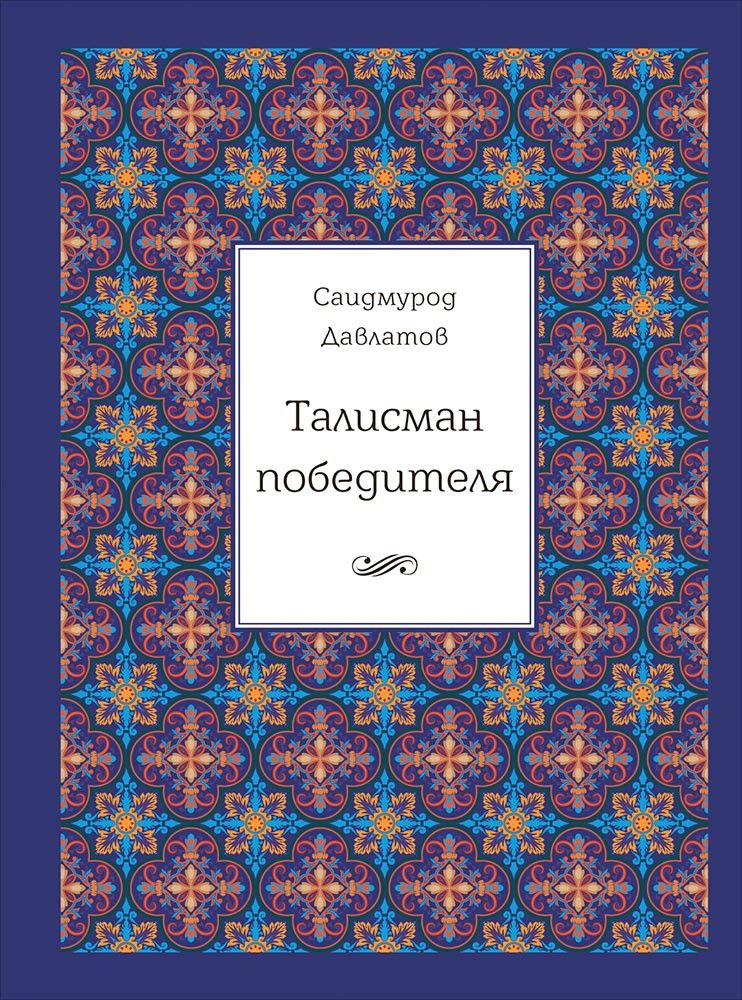 Саидмурод
Давлатов
Талисман
победителя